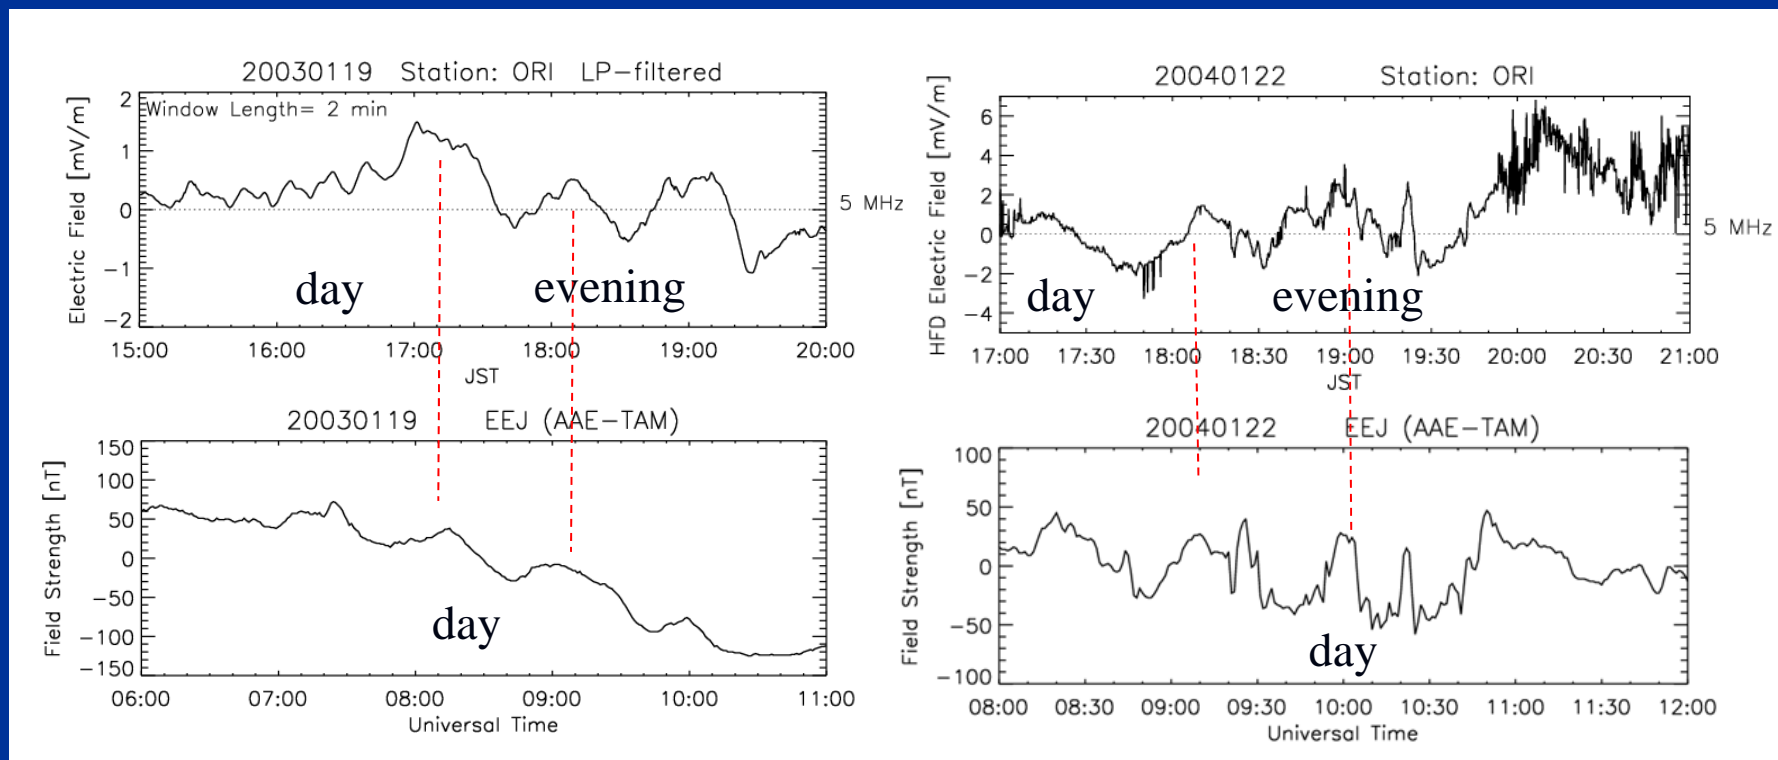 20030119 Station: ORI LP-filtered
Window Length= 2 min
Electric Field [mV/m]
2
1
0
-1
-2
5 MHz
day
evening
15:00 16:00 17:00 18:00 19:00 20:00
JST
20030119 EEJ (AAE-TAM)
Field Strength [nT]
150
100
50
0
-50
-100
-150
day
06:00 07:00 08:00 09:00 10:00 11:00
Universal Time
20040122 Station: ORI
HFD Electric Field [mV/m]
6
4
2
0
-2
-4
5 MHz
day
evening
17:00 17:30 18:00 18:30 19:00 19:30 20:00 20:30 21:00
JST
20040122 EEJ (AAE-TAM)
Field Strength [nT]
100
50
0
-50
-100
day
08:00 08:30 09:00 09:30 10:00 10:30 11:00 11:30 12:00
Universal Time